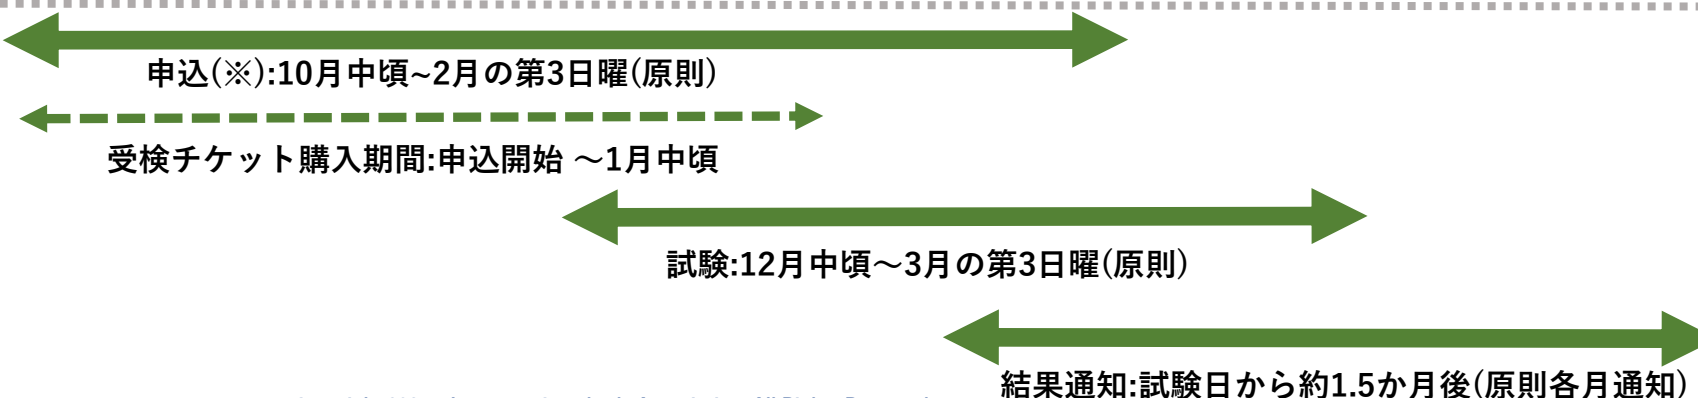 申込(※):10月中頃~2月の第3日曜(原則)
受検チケット購入期間:申込開始 ～1月中頃
試験:12月中頃～3月の第3日曜(原則)
結果通知:試験日から約1.5か月後(原則各月通知)